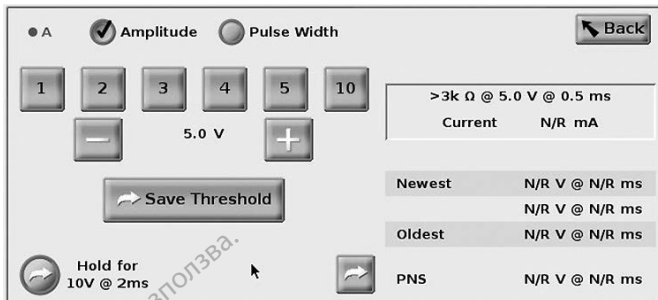 A Amplitude Pulse Width Back
1 2 3 4 5 10
− 5.0 V +
>3k Ω @ 5.0 V @ 0.5 ms
Current N/R mA
Save Threshold
Newest N/R V @ N/R ms
N/R V @ N/R ms
Oldest N/R V @ N/R ms
Hold for
10V @ 2ms
PNS N/R V @ N/R ms